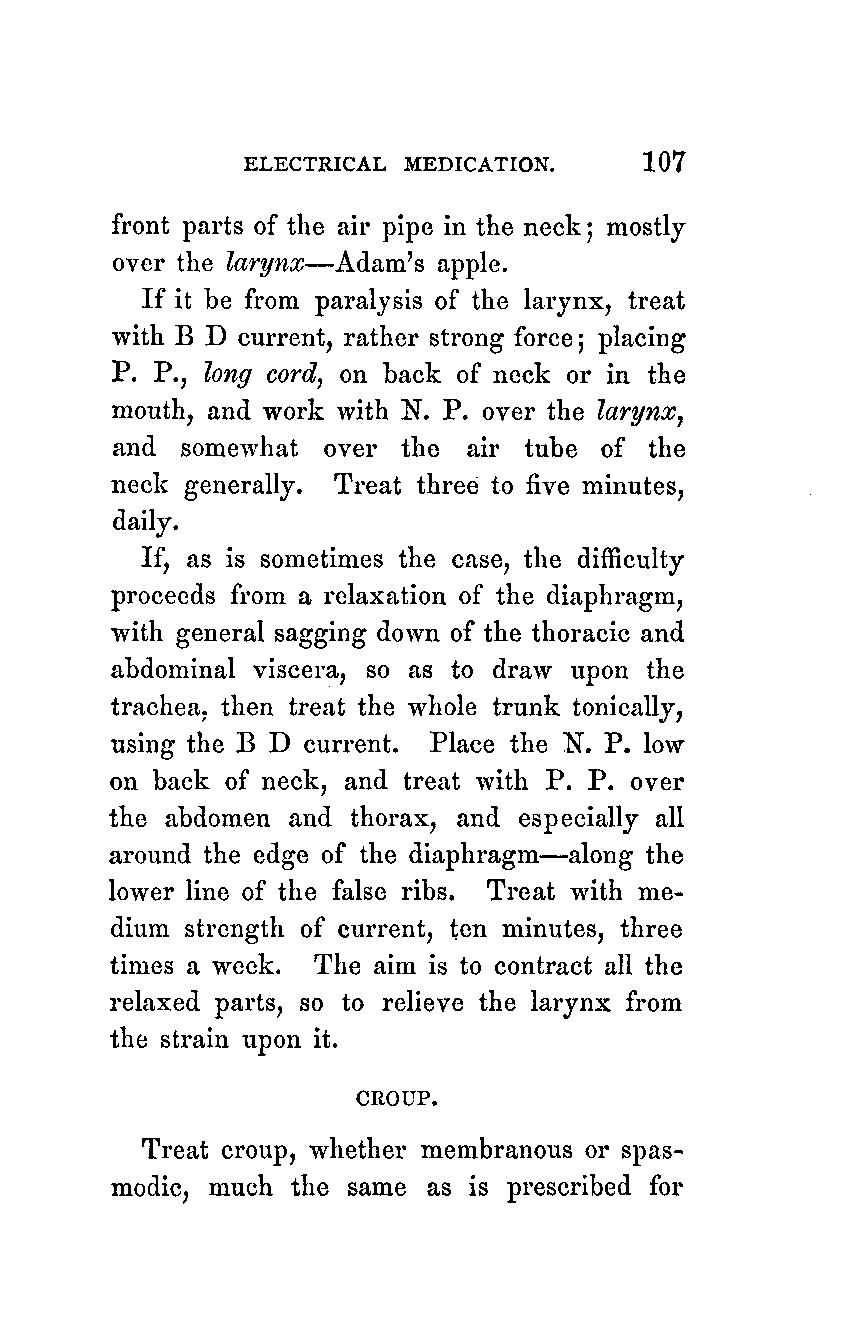 ELECTRICAL MEDICATION. 107
front parts of the air pipe in the neck; mostly
over the larynx—Adam's apple.
If it be from paralysis of the larynx, treat
with B D current, rather strong force; placing
P. P., long cord, on back of neck or in the
mouth, and work with N. P. over the larynx,
and somewhat over the air tube of the
neck generally. Treat three to five minutes,
daily.
If, as is sometimes the case, the difficulty
proceeds from a relaxation of the diaphragm,
with general sagging down of the thoracic and
abdominal viscera, so as to draw upon the
trachea; then treat the whole trunk tonically,
using the B D current. Place the N. P. low
on back of neck, and treat with P. P. over
the abdomen and thorax, and especially all
around the edge of the diaphragm—along the
lower line of the false ribs. Treat with me-
dium strength of current, ten minutes, three
times a week. The aim is to contract all the
relaxed parts, so to relieve the larynx from
the strain upon it.
CROUP.
Treat croup, whether membranous or spas-
modic, much the same as is prescribed for